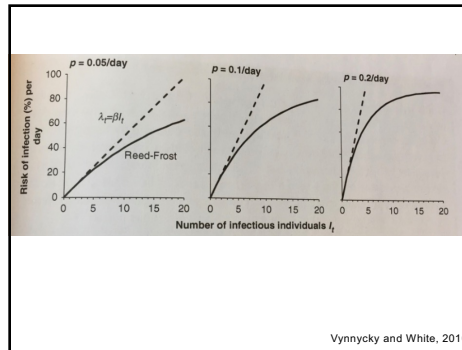 p = 0.05/day
p = 0.1/day
p = 0.2/day
Risk of infection (%) per
day
100
80
60
40
20
0
λt=βIt
Reed-Frost
0 5 10 15 20
0 5 10 15 20
0 5 10 15 20
Number of infectious individuals It
Vynnycky and White, 201